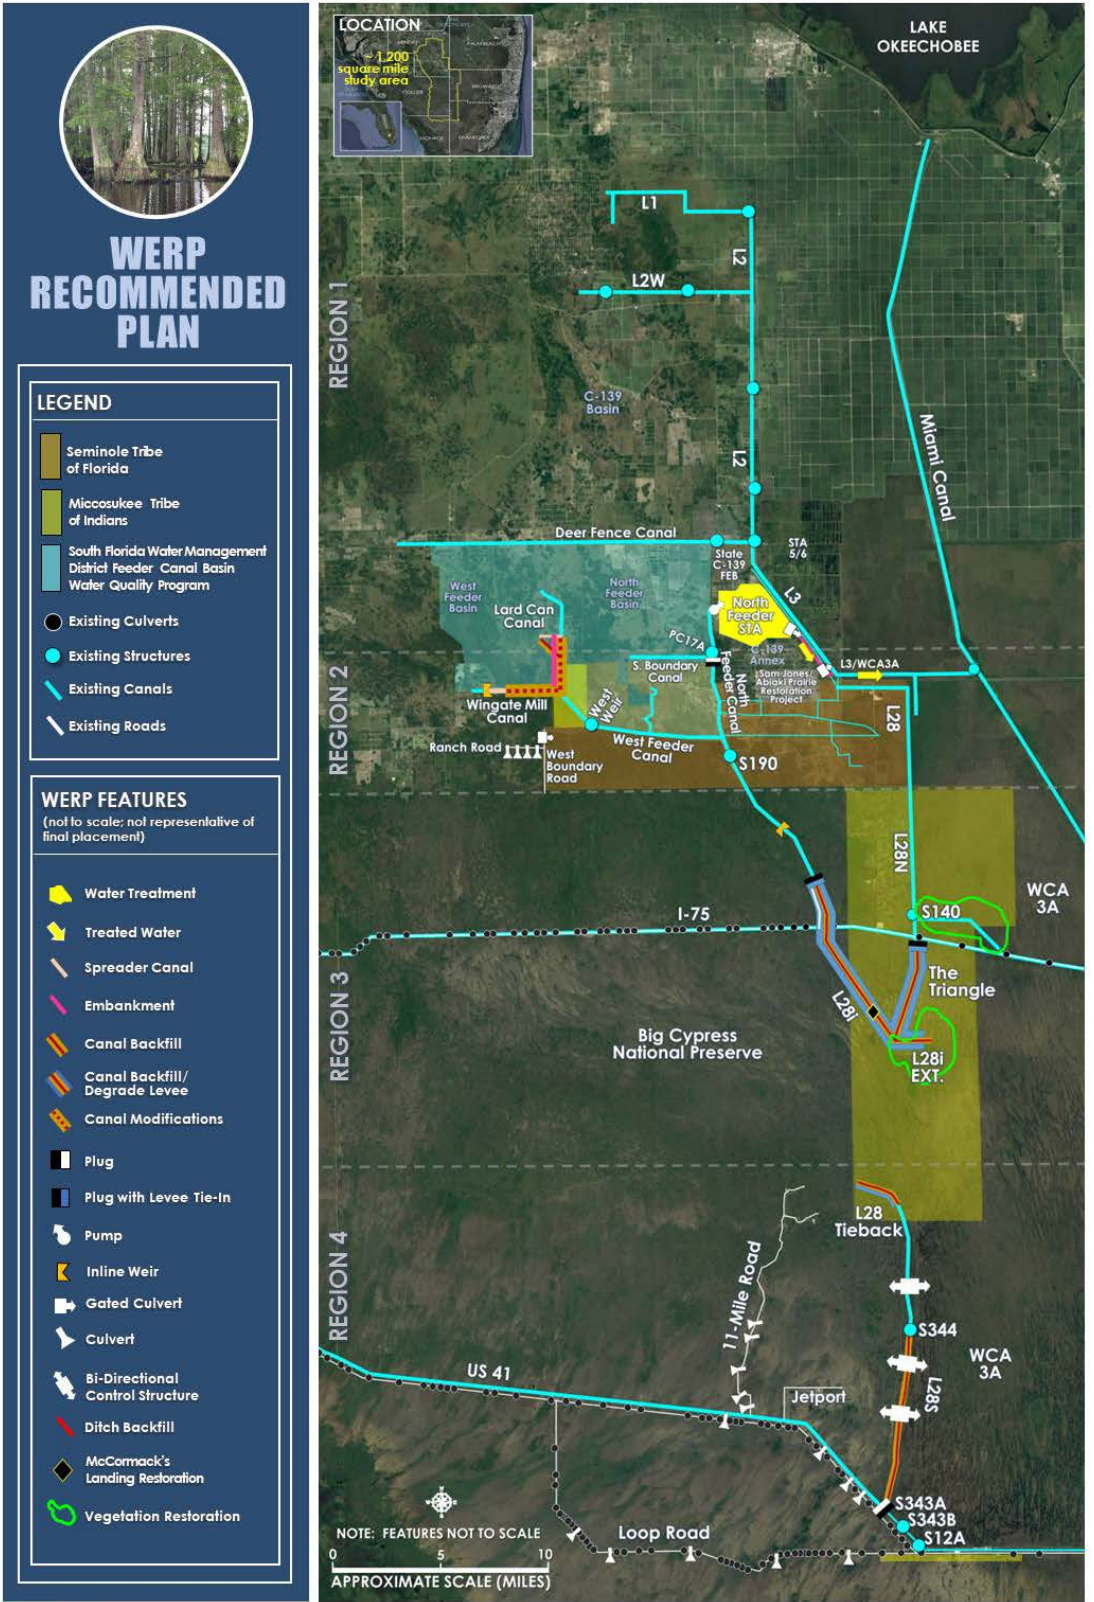 WERP
RECOMMENDED
PLAN
LEGEND
Seminole Tribe
of Florida
Miccosukee Tribe
of Indians
South Florida Water Management
District Feeder Canal Basin
Water Quality Program
Existing Culverts
Existing Structures
Existing Canals
Existing Roads
WERP FEATURES
(not to scale; not representative of
final placement)
Water Treatment
Treated Water
Spreader Canal
Embankment
Canal Backfill
Canal Backfill/
Degrade Levee
Canal Modifications
Plug
Plug with Levee Tie-In
Pump
Inline Weir
Gated Culvert
Culvert
Bi-Directional
Control Structure
Ditch Backfill
McCormack's
Landing Restoration
Vegetation Restoration
LOCATION
~ 1,200
square mile
study area
LAKE
OKEECHOBEE
REGION 1
L1
L2
L2W
C-139
Basin
L2
Miami Canal
Deer Fence Canal
STA
5/6
State
C-139
FEB
L3
West
Feeder
Basin
North
Feeder
Basin
Lard Can
Canal
North
Feeder
STA
PC17A
C-139
Annex
L3/WCA3A
REGION 2
S. Boundary
Canal
North
Feeder Canal
Sam Jones/
Abiaki Prairie
Restoration
Project
Wingate Mill
Canal
West
Weir
L28
Ranch Road
West
Boundary
Road
West Feeder
Canal
S190
L28N
WCA
3A
S140
I-75
The
Triangle
REGION 3
L28i
Big Cypress
National Preserve
L28i
EXT.
L28
Tieback
REGION 4
11-Mile Road
S344
WCA
3A
US 41
L28S
Jetport
S343A
S343B
S12A
Loop Road
NOTE: FEATURES NOT TO SCALE
0 5 10
APPROXIMATE SCALE (MILES)